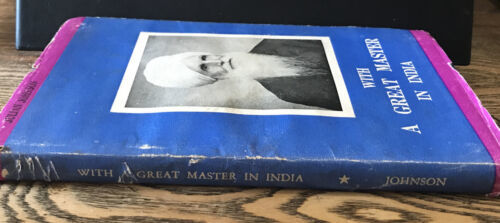 WITH
A GREAT MASTER
IN INDIA
WITH A GREAT MASTER IN INDIA ★ JOHNSON